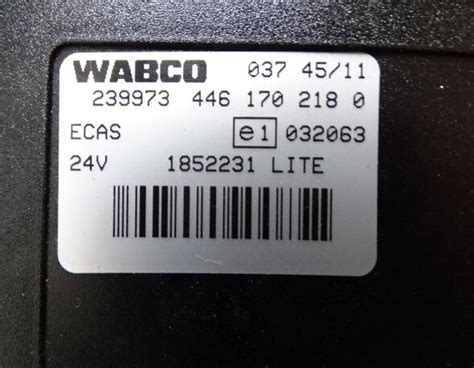 WABCO 037 45/11
239973 446 170 218 0
ECAS e1 032063
24V 1852231 LITE